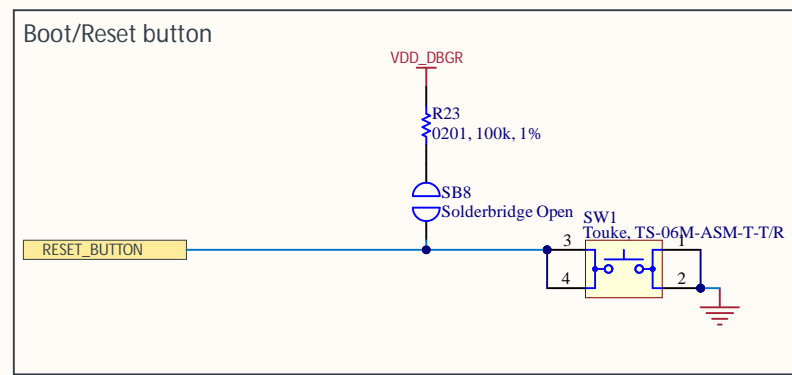 Boot/Reset button
VDD_DBGR
R23
0201, 100k, 1%
SB8
Solderbridge Open
SW1
Touke, TS-06M-ASM-T-T/R
RESET_BUTTON
3
1
4
2